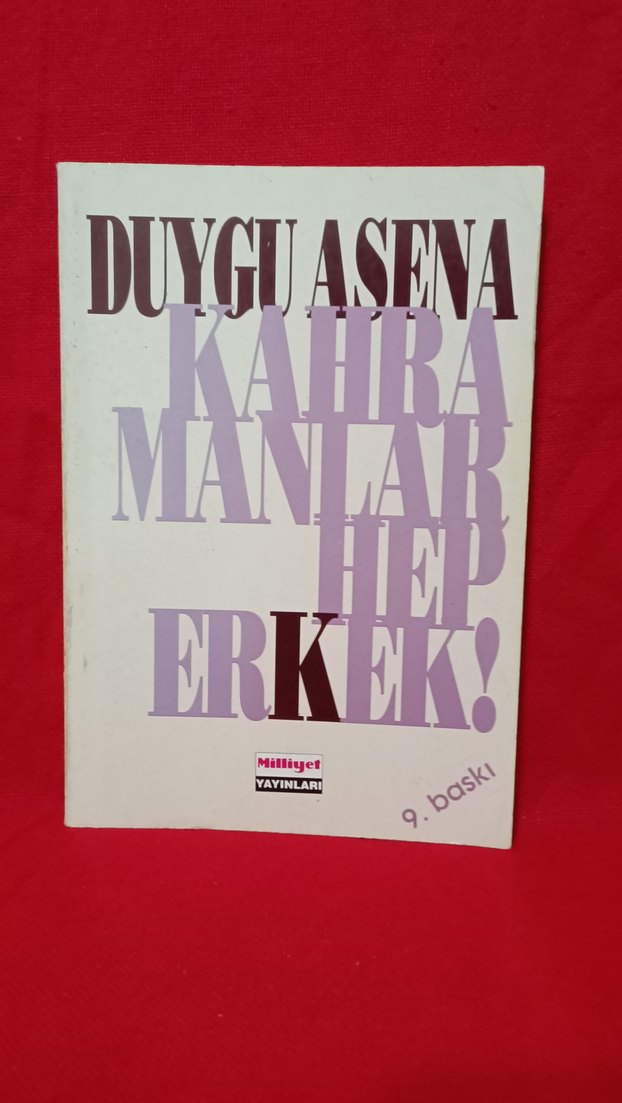 DUYGU ASENA
KAHRA
MANLAR
HEP
ERKEK!
Milliyet
YAYINLARI
9. baskı